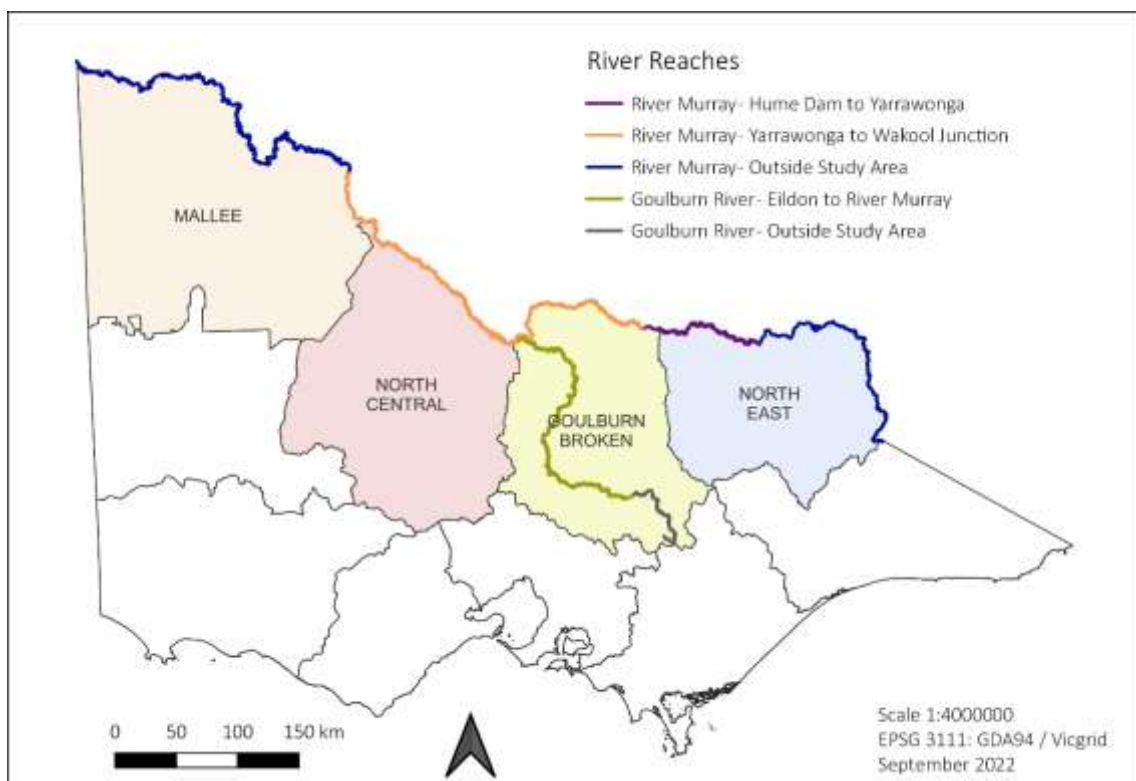 River Reaches
River Murray- Hume Dam to Yarrawonga
River Murray- Yarrawonga to Wakool Junction
River Murray- Outside Study Area
Goulburn River- Eildon to River Murray
Goulburn River- Outside Study Area
MALLEE
NORTH
CENTRAL
GOULBURN
BROKEN
NORTH
EAST
0 50 100 150 km
Scale 1:4000000
EPSG 3111: GDA94 / Vicgrid
September 2022